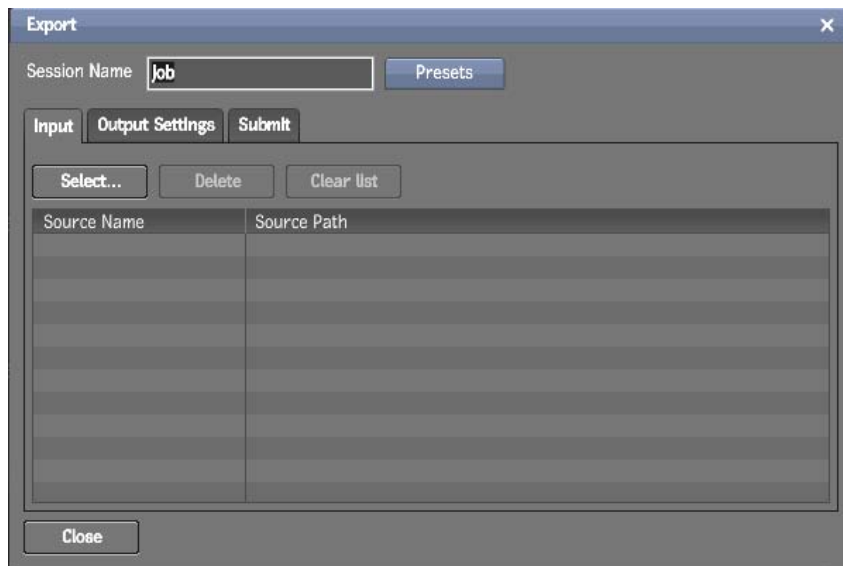 Export
Session Name Job Presets
Input Output Settings Submit
Select... Delete Clear list
Source Name Source Path
Close